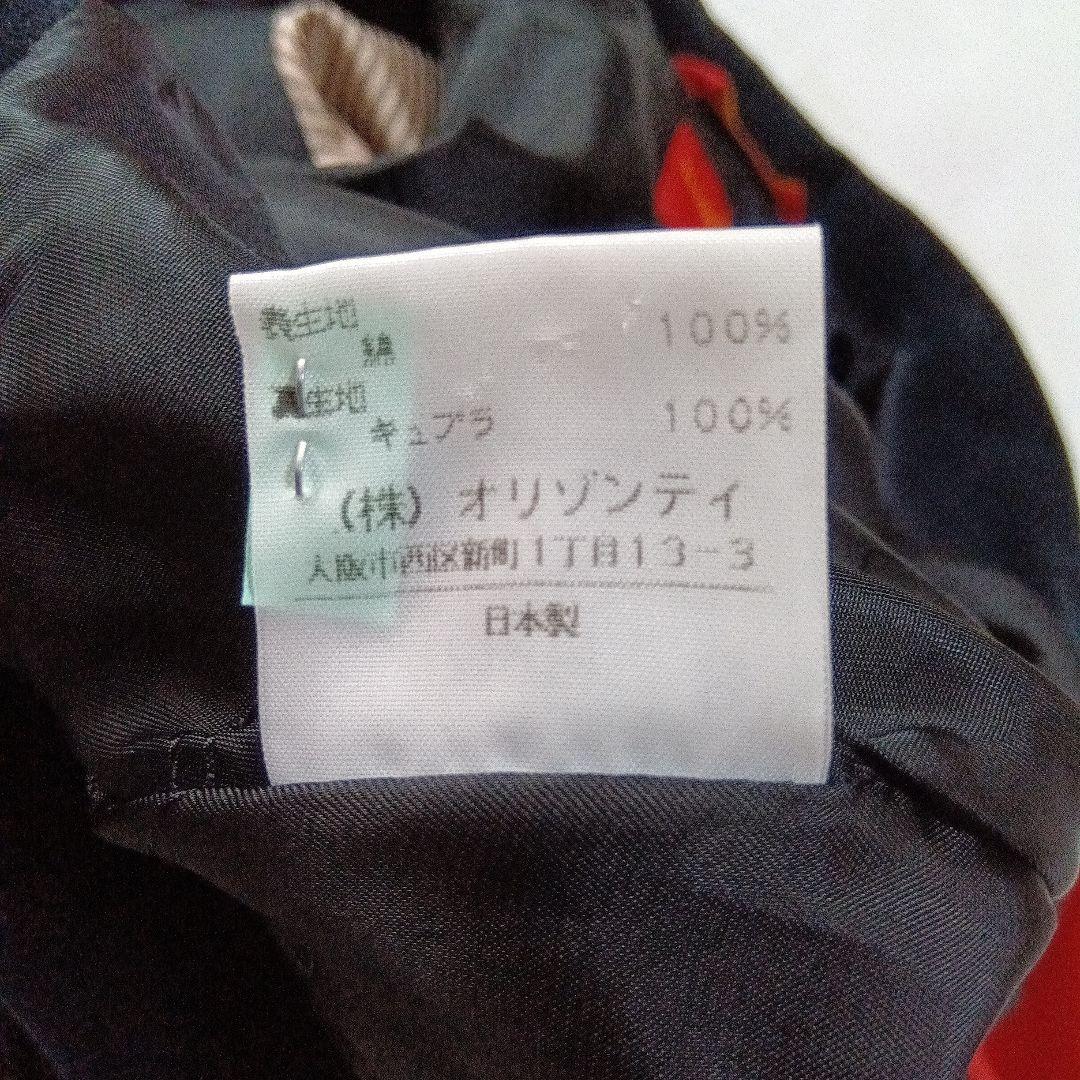 表生地
綿 100%
裏生地
キュプラ 100%
(株) オリゾンティ
大阪市西区新町1丁目13-3
日本製